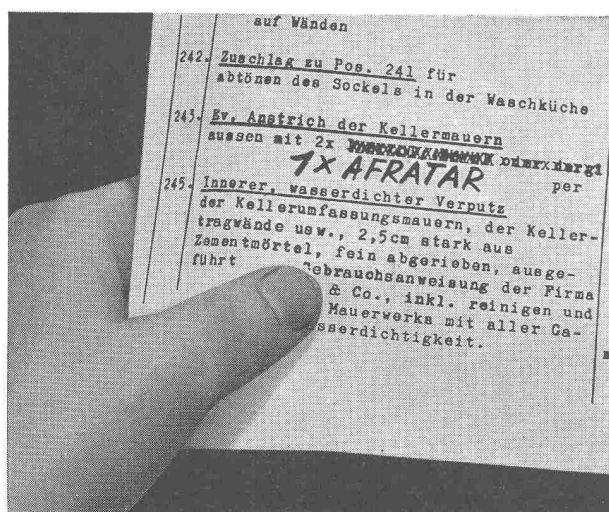 auf Wänden
242. Zuschlag zu Pos. 241 für
abtönen des Sockels in der Waschküche
243. Ev. Anstrich der Kellermauern
aussen mit 2x
1x AFRATAR per
245. Innerer, wasserdichter Verputz
der Kellerumfassungsmauern, der Keller-
tragwände usw., 2,5cm stark aus
Zementmörtel, fein abgerieben, ausge-
führt Gebrauchsanweisung der Firma
& Co., inkl. reinigen und
Mauerwerks mit aller Ga-
sserdichtigkeit.